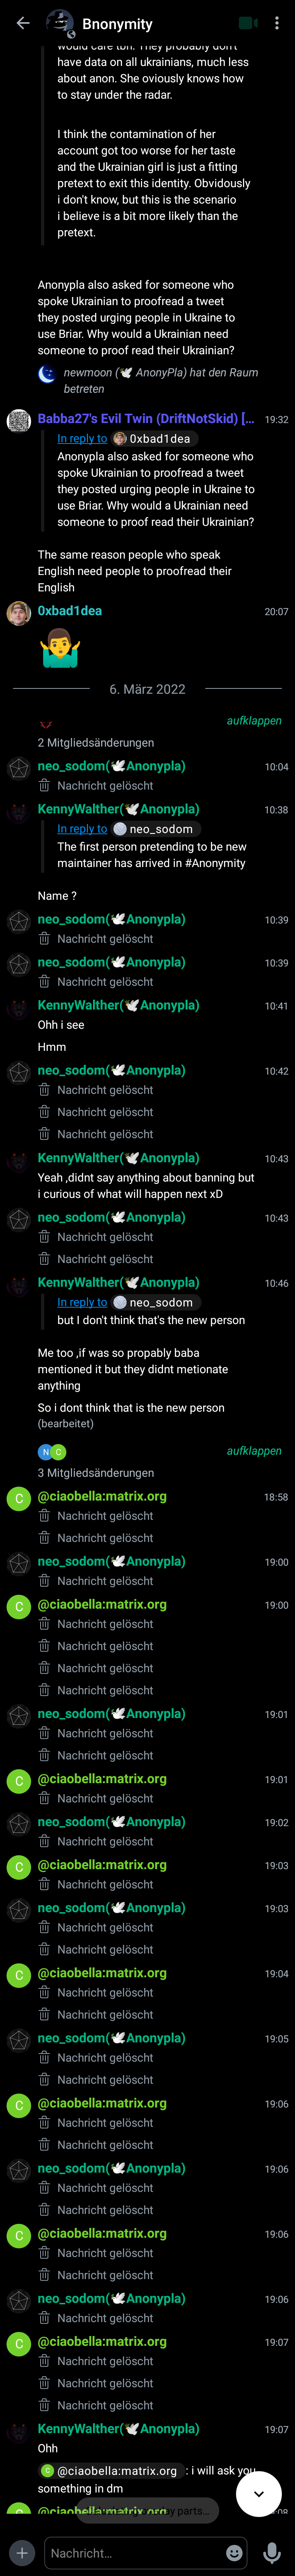 Bnonymity
would care tbh. They probably don't
have data on all ukrainians, much less
about anon. She oviously knows how
to stay under the radar.
I think the contamination of her
account got too worse for her taste
and the Ukrainian girl is just a fitting
pretext to exit this identity. Obviously
i don't know, but this is the scenario
i believe is a bit more likely than the
pretext.
Anonypla also asked for someone who
spoke Ukrainian to proofread a tweet
they posted urging people in Ukraine to
use Briar. Why would a Ukrainian need
someone to proof read their Ukrainian?
newmoon (🕊 AnonyPla) hat den Raum
betreten
Babba27's Evil Twin (DriftNotSkid) [... 19:32
In reply to 0xbad1dea
Anonypla also asked for someone who
spoke Ukrainian to proofread a tweet
they posted urging people in Ukraine to
use Briar. Why would a Ukrainian need
someone to proof read their Ukrainian?
The same reason people who speak
English need people to proofread their
English
0xbad1dea 20:07
🤷‍♂️
6. März 2022
aufklappen
2 Mitgliedsänderungen
neo_sodom(🕊Anonypla) 10:04
Nachricht gelöscht
KennyWalther(🕊Anonypla) 10:38
In reply to neo_sodom
The first person pretending to be new
maintainer has arrived in #Anonymity
Name ?
neo_sodom(🕊Anonypla) 10:39
Nachricht gelöscht
neo_sodom(🕊Anonypla) 10:39
Nachricht gelöscht
KennyWalther(🕊Anonypla) 10:41
Ohh i see
Hmm
neo_sodom(🕊Anonypla) 10:42
Nachricht gelöscht
Nachricht gelöscht
Nachricht gelöscht
KennyWalther(🕊Anonypla) 10:43
Yeah ,didnt say anything about banning but
i curious of what will happen next xD
neo_sodom(🕊Anonypla) 10:43
Nachricht gelöscht
Nachricht gelöscht
KennyWalther(🕊Anonypla) 10:46
In reply to neo_sodom
but I don't think that's the new person
Me too ,if was so propably baba
mentioned it but they didnt metionate
anything
So i dont think that is the new person
(bearbeitet)
N C aufklappen
3 Mitgliedsänderungen
C @ciaobella:matrix.org 18:58
Nachricht gelöscht
Nachricht gelöscht
neo_sodom(🕊Anonypla) 19:00
Nachricht gelöscht
C @ciaobella:matrix.org 19:00
Nachricht gelöscht
Nachricht gelöscht
Nachricht gelöscht
Nachricht gelöscht
neo_sodom(🕊Anonypla) 19:01
Nachricht gelöscht
Nachricht gelöscht
C @ciaobella:matrix.org 19:01
Nachricht gelöscht
neo_sodom(🕊Anonypla) 19:02
Nachricht gelöscht
C @ciaobella:matrix.org 19:03
Nachricht gelöscht
neo_sodom(🕊Anonypla) 19:03
Nachricht gelöscht
Nachricht gelöscht
C @ciaobella:matrix.org 19:04
Nachricht gelöscht
Nachricht gelöscht
neo_sodom(🕊Anonypla) 19:05
Nachricht gelöscht
Nachricht gelöscht
C @ciaobella:matrix.org 19:06
Nachricht gelöscht
Nachricht gelöscht
neo_sodom(🕊Anonypla) 19:06
Nachricht gelöscht
Nachricht gelöscht
C @ciaobella:matrix.org 19:06
Nachricht gelöscht
Nachricht gelöscht
neo_sodom(🕊Anonypla) 19:06
Nachricht gelöscht
C @ciaobella:matrix.org 19:07
Nachricht gelöscht
Nachricht gelöscht
Nachricht gelöscht
KennyWalther(🕊Anonypla) 19:07
Ohh
C @ciaobella:matrix.org : i will ask you
something in dm
@ciaobella:matrix.org
Nachricht...